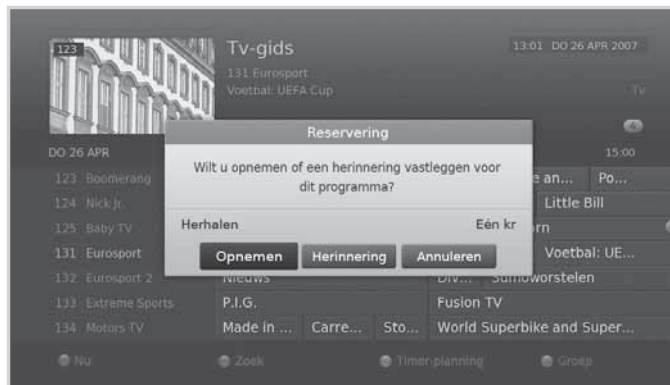 123
Tv-gids
13:01 DO 26 APR 2007
131 Eurosport
Voetbal: UEFA Cup
Tv
4
DO 26 APR
15:00
Reservering
Wilt u opnemen of een herinnering vastleggen voor
dit programma?
Herhalen Eén kr
Opnemen Herinnering Annuleren
123 Boomerang
an... Po...
124 Nick Jr. Little Bill
125 Baby TV
131 Eurosport Voetbal: UE...
132 Eurosport 2 Nieuws Div... Sumoworstelen
133 Extreme Sports P.I.G. Fusion TV
134 Motors TV Made in ... Carre... Sto... World Superbike and Super...
Nu Zoek Timer-planning Groep